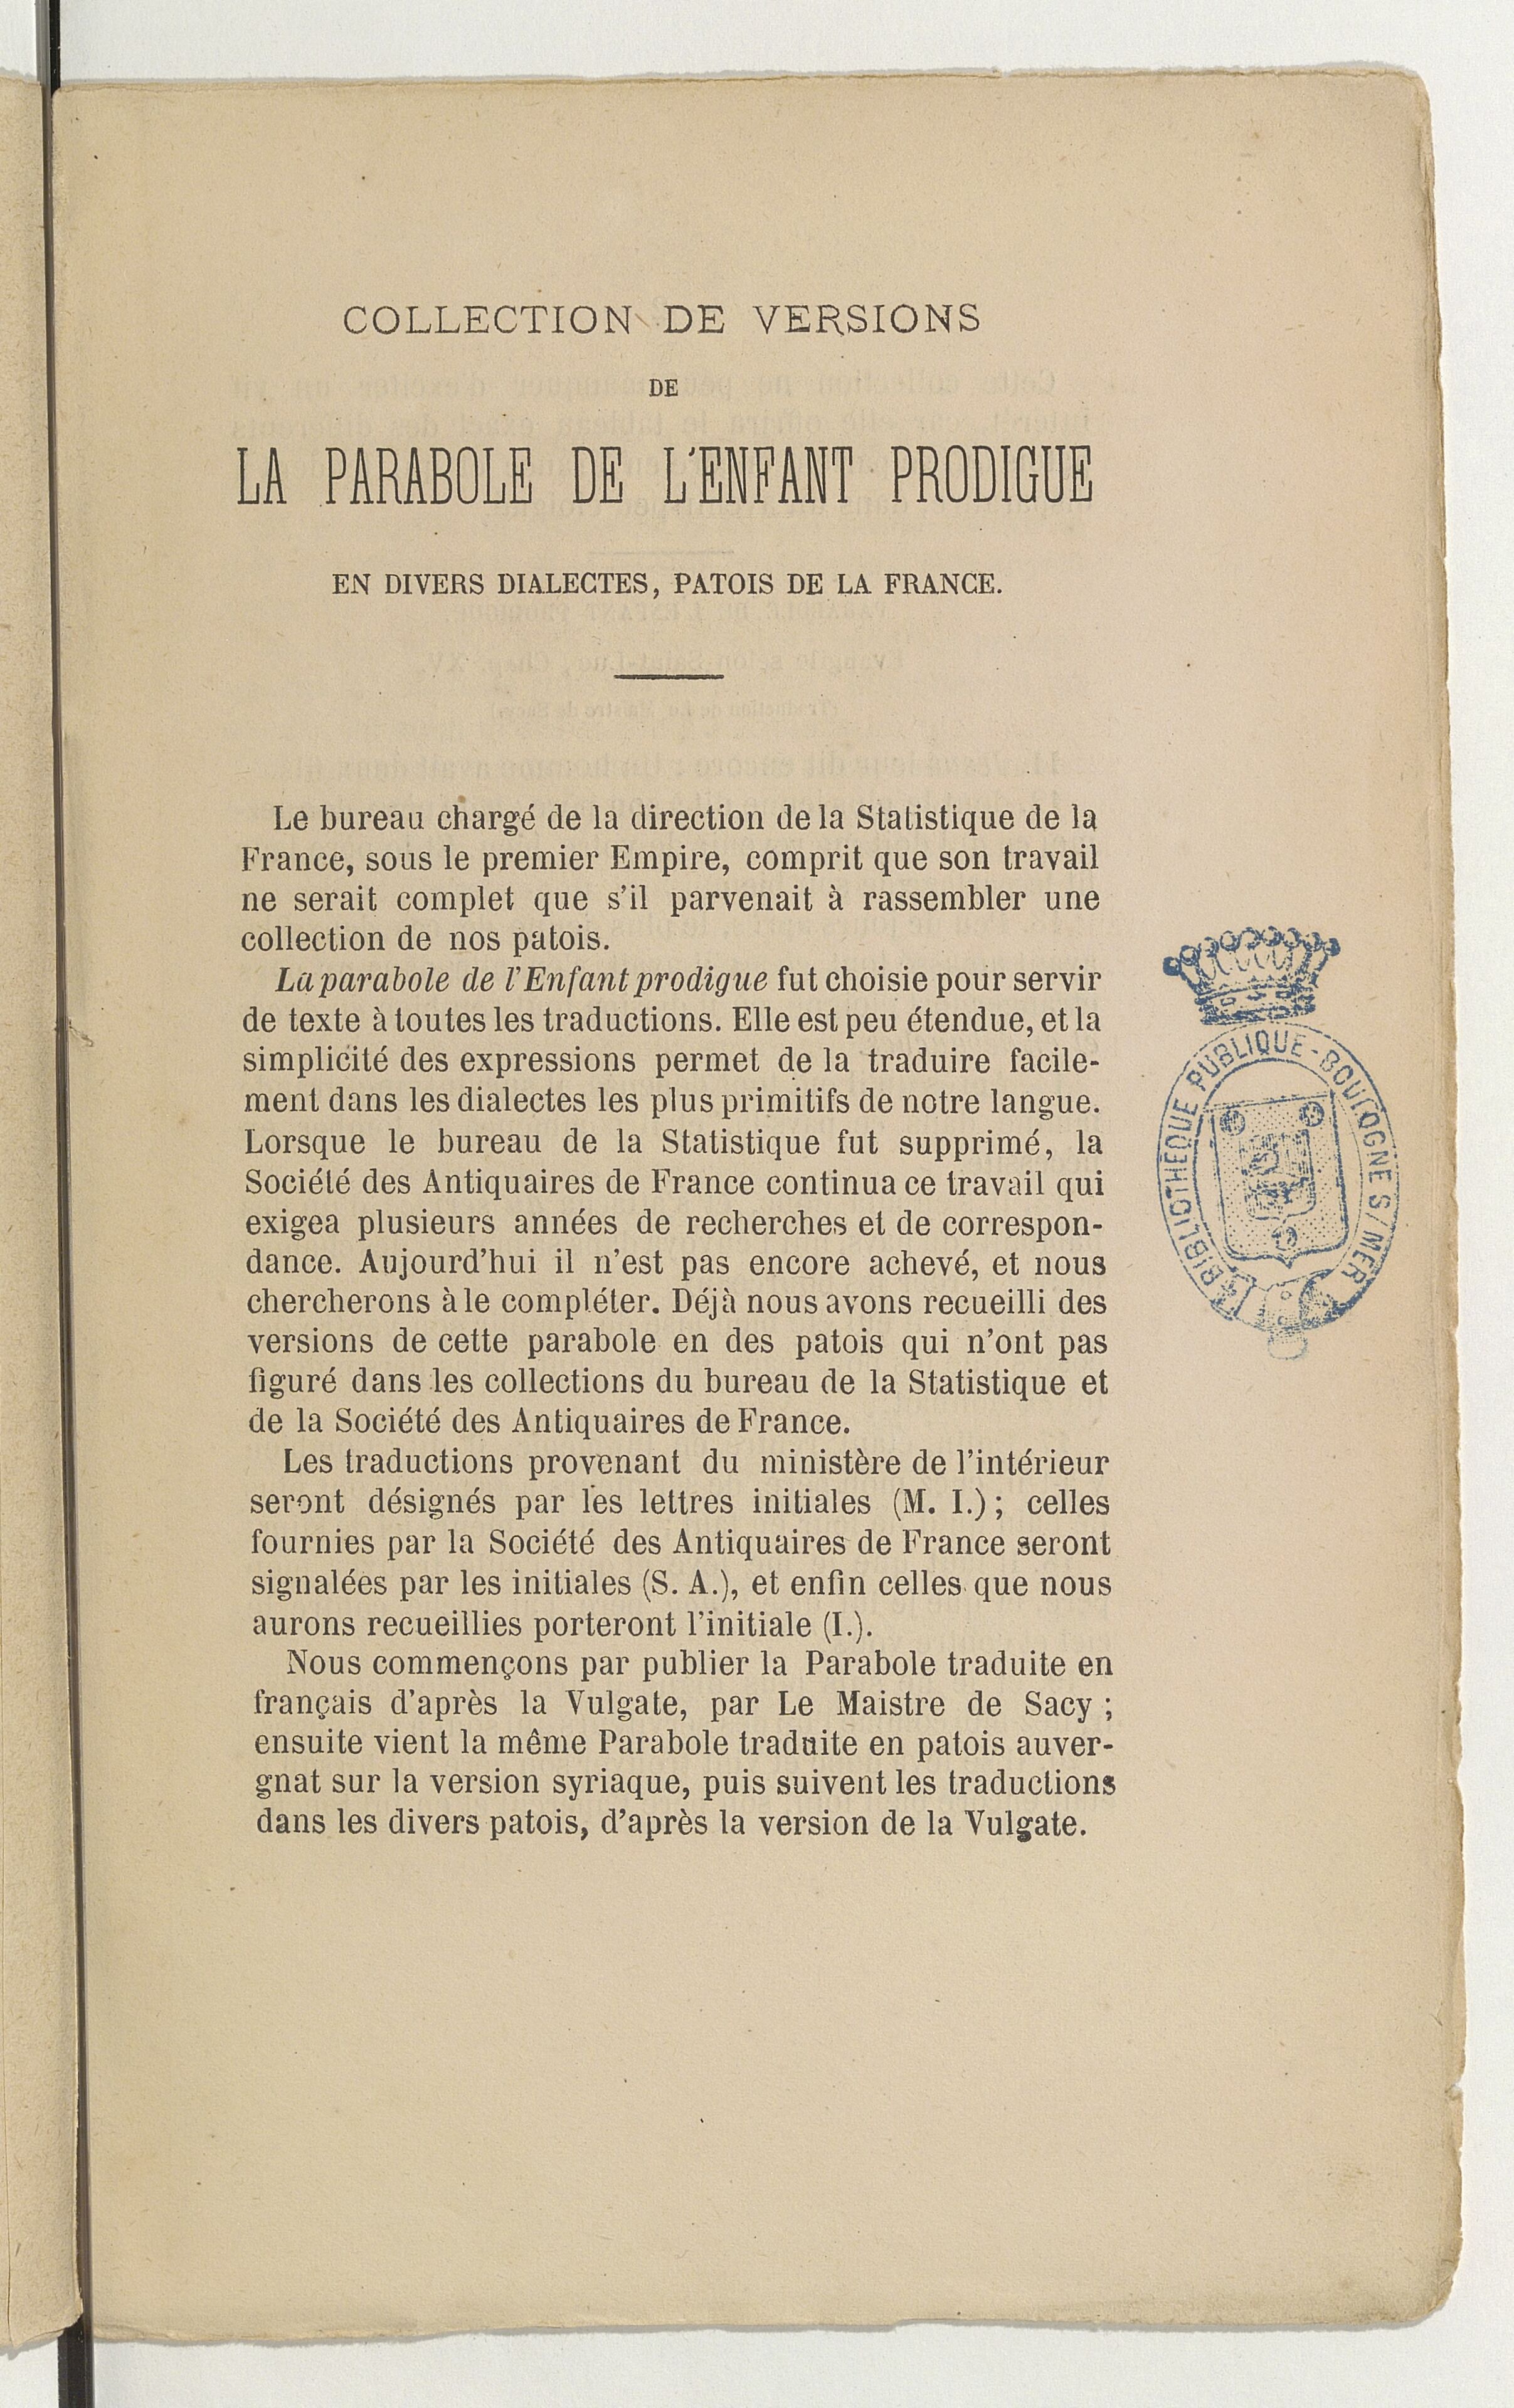 COLLECTION DE VERSIONS
DE
LA PARABOLE DE L'ENFANT PRODIGUE
EN DIVERS DIALECTES, PATOIS DE LA FRANCE.
Le bureau chargé de la direction de la Statistique de la
France, sous le premier Empire, comprit que son travail
ne serait complet que s'il parvenait à rassembler une
collection de nos patois.
La parabole de l'Enfant prodigue fut choisie pour servir
de texte à toutes les traductions. Elle est peu étendue, et la
simplicité des expressions permet de la traduire facile-
ment dans les dialectes les plus primitifs de notre langue.
Lorsque le bureau de la Statistique fut supprimé, la
Société des Antiquaires de France continua ce travail qui
exigea plusieurs années de recherches et de correspon-
dance. Aujourd'hui il n'est pas encore achevé, et nous
chercherons à le compléter. Déjà nous avons recueilli des
versions de cette parabole en des patois qui n'ont pas
figuré dans les collections du bureau de la Statistique et
de la Société des Antiquaires de France.
Les traductions provenant du ministère de l'intérieur
seront désignés par les lettres initiales (M. I.) ; celles
fournies par la Société des Antiquaires de France seront
signalées par les initiales (S. A.), et enfin celles que nous
aurons recueillies porteront l'initiale (I.).
Nous commençons par publier la Parabole traduite en
français d'après la Vulgate, par Le Maistre de Sacy ;
ensuite vient la même Parabole traduite en patois auver-
gnat sur la version syriaque, puis suivent les traductions
dans les divers patois, d'après la version de la Vulgate.
BIBLIOTHEQUE PUBLIQUE - BOULOGNE S/MER